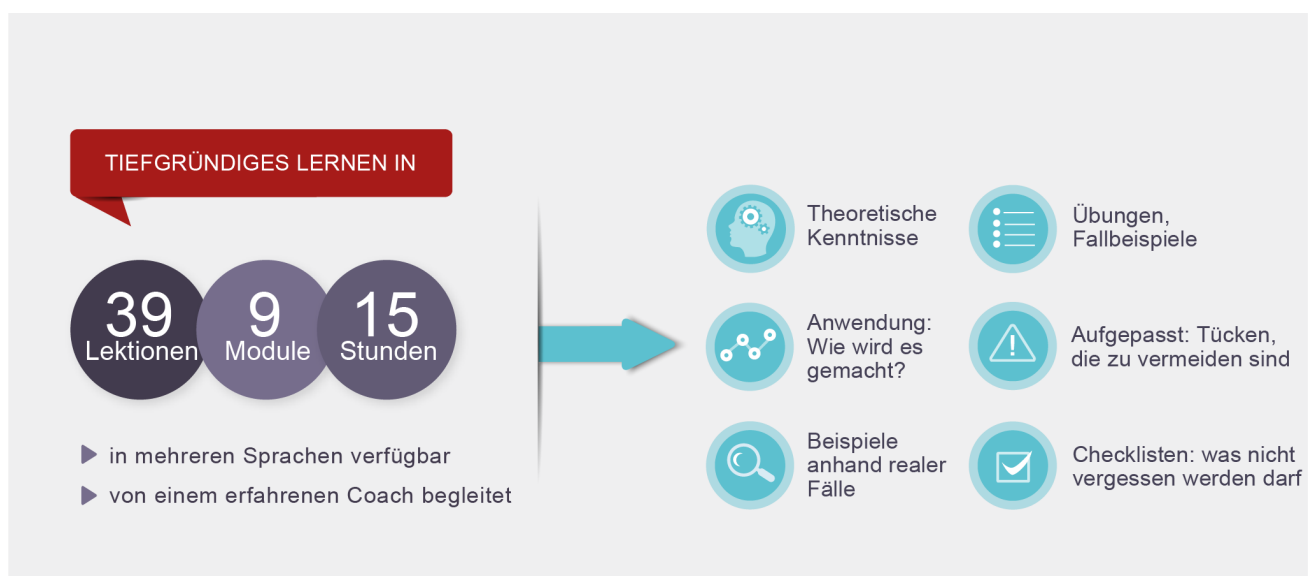 TIEFGRÜNDIGES LERNEN IN
39
Lektionen
9
Module
15
Stunden
in mehreren Sprachen verfügbar
von einem erfahrenen Coach begleitet
Theoretische
Kenntnisse
Übungen,
Fallbeispiele
Anwendung:
Wie wird es
gemacht?
Aufgepasst: Tücken,
die zu vermeiden sind
Beispiele
anhand realer
Fälle
Checklisten: was nicht
vergessen werden darf